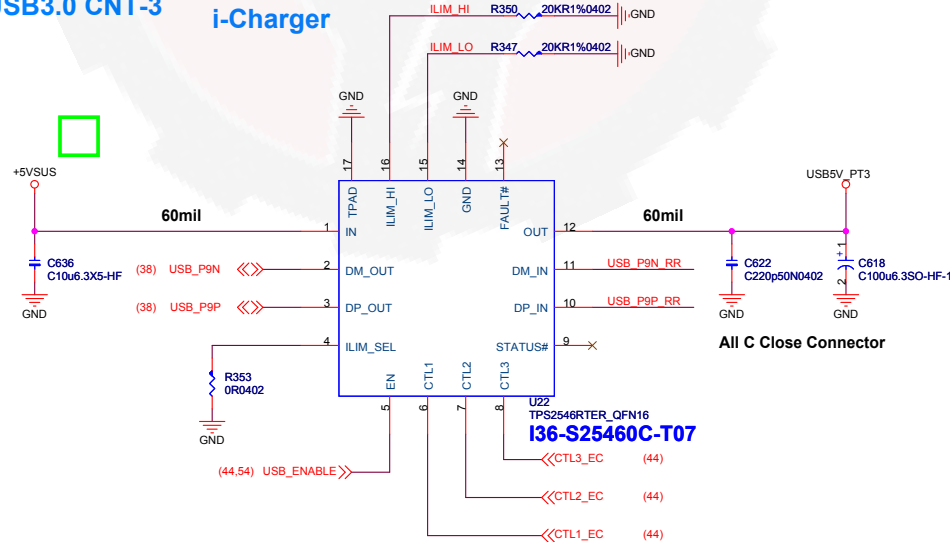 USB3.0 CNT-3
i-Charger
ILIM_HI R350 20KR1%0402 GND
ILIM_LO R347 20KR1%0402 GND
GND GND
+5VSUS
USB5V_PT3
17 16 15 14 13
TPAD ILIM_HI ILIM_LO GND FAULT#
60mil 1 IN OUT 12 60mil
C636
C10u6.3X5-HF
GND
C622
C220p50N0402
GND
+ 1
2
C618
C100u6.3SO-HF-1
GND
(38) USB_P9N 2 DM_OUT DM_IN 11 USB_P9N_RR
(38) USB_P9P 3 DP_OUT DP_IN 10 USB_P9P_RR
4 ILIM_SEL STATUS# 9
All C Close Connector
R353
0R0402
GND
EN CTL1 CTL2 CTL3
5 6 7 8
U22
TPS2546RTER_QFN16
I36-S25460C-T07
(44,54) USB_ENABLE
CTL3_EC (44)
CTL2_EC (44)
CTL1_EC (44)